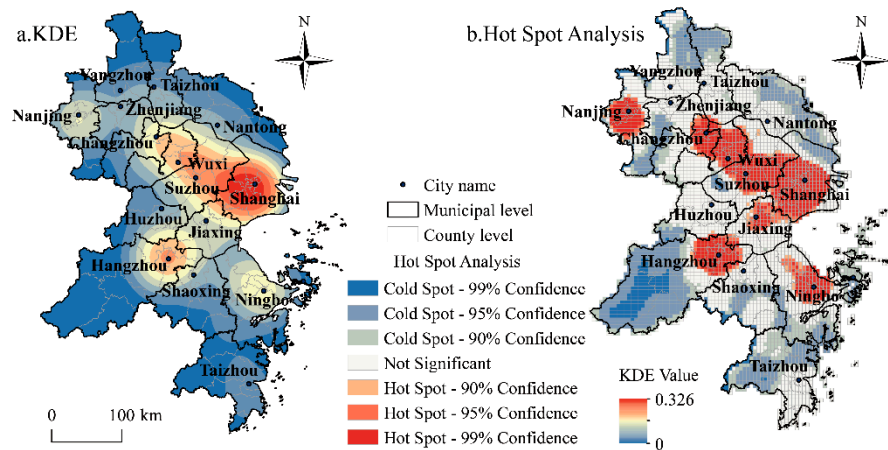 a.KDE
N
Yangzhou
Taizhou
Zhenjiang
Nanjing
Nantong
Changzhou
Wuxi
Suzhou
Shanghai
Huzhou
Jiaxing
Hangzhou
Shaoxing
Ningbo
Taizhou
0 100 km
City name
Municipal level
County level
Hot Spot Analysis
Cold Spot - 99% Confidence
Cold Spot - 95% Confidence
Cold Spot - 90% Confidence
Not Significant
Hot Spot - 90% Confidence
Hot Spot - 95% Confidence
Hot Spot - 99% Confidence
b.Hot Spot Analysis
N
Yangzhou
Taizhou
Zhenjiang
Nanjing
Nantong
Changzhou
Wuxi
Suzhou
Shanghai
Huzhou
Jiaxing
Hangzhou
Shaoxing
Ningbo
Taizhou
KDE Value
0.326
0